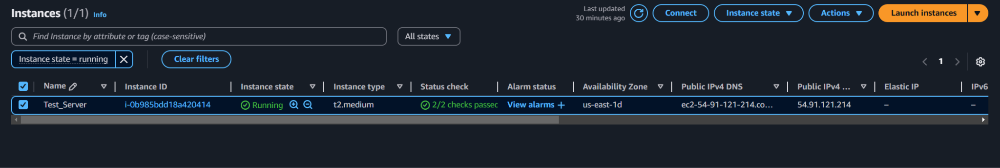 Instances (1/1) Info
Last updated
30 minutes ago
Connect
Instance state
Actions
Launch instances
Find Instance by attribute or tag (case-sensitive)
All states
Instance state = running
Clear filters
1
Name Instance ID Instance state Instance type Status check Alarm status Availability Zone Public IPv4 DNS Public IPv4 ... Elastic IP IPv6
Test_Server i-0b985bdd18a420414 Running t2.medium 2/2 checks passec View alarms + us-east-1d ec2-54-91-121-214.co... 54.91.121.214 – –